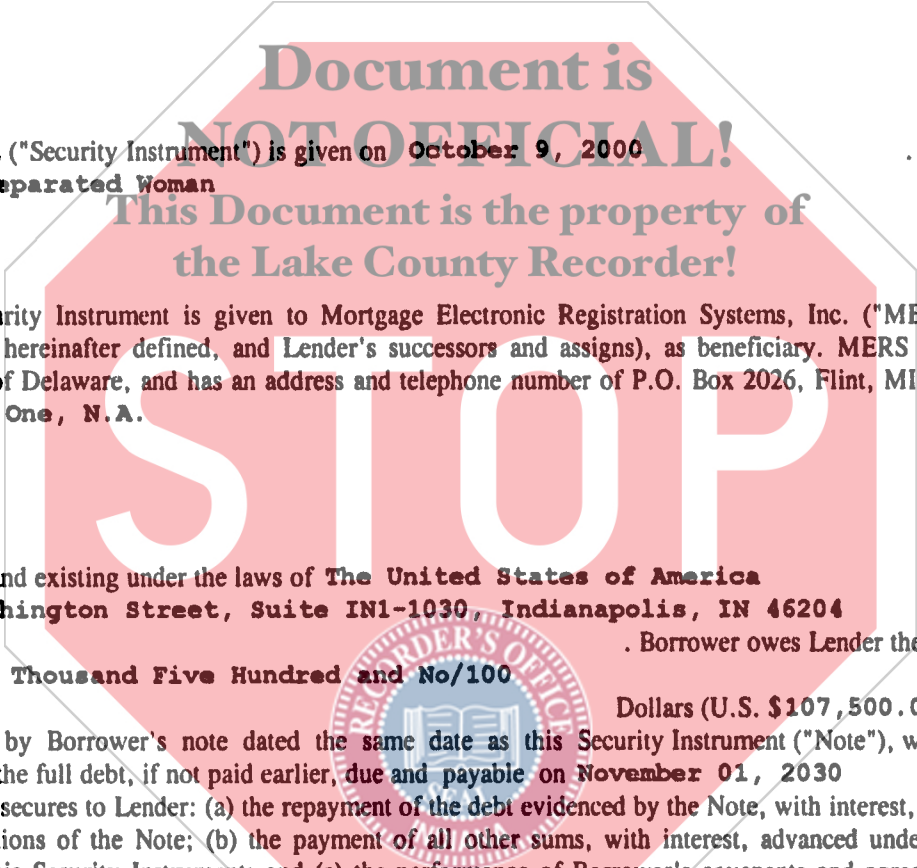 Document is
NOT OFFICIAL!
("Security Instrument") is given on October 9, 2000
eparated Woman
This Document is the property of
the Lake County Recorder!
rity Instrument is given to Mortgage Electronic Registration Systems, Inc. ("ME
hereinafter defined, and Lender's successors and assigns), as beneficiary. MERS
of Delaware, and has an address and telephone number of P.O. Box 2026, Flint, MI
One, N.A.
STOP
nd existing under the laws of The United States of America
hington Street, Suite IN1-1030, Indianapolis, IN 46204
. Borrower owes Lender the
Thousand Five Hundred and No/100
RECORDER'S OFFICE
Dollars (U.S. $107,500.0
by Borrower's note dated the same date as this Security Instrument ("Note"), w
the full debt, if not paid earlier, due and payable on November 01, 2030
SEAL
secures to Lender: (a) the repayment of the debt evidenced by the Note, with interest,
tions of the Note; (b) the payment of all other sums, with interest, advanced unde